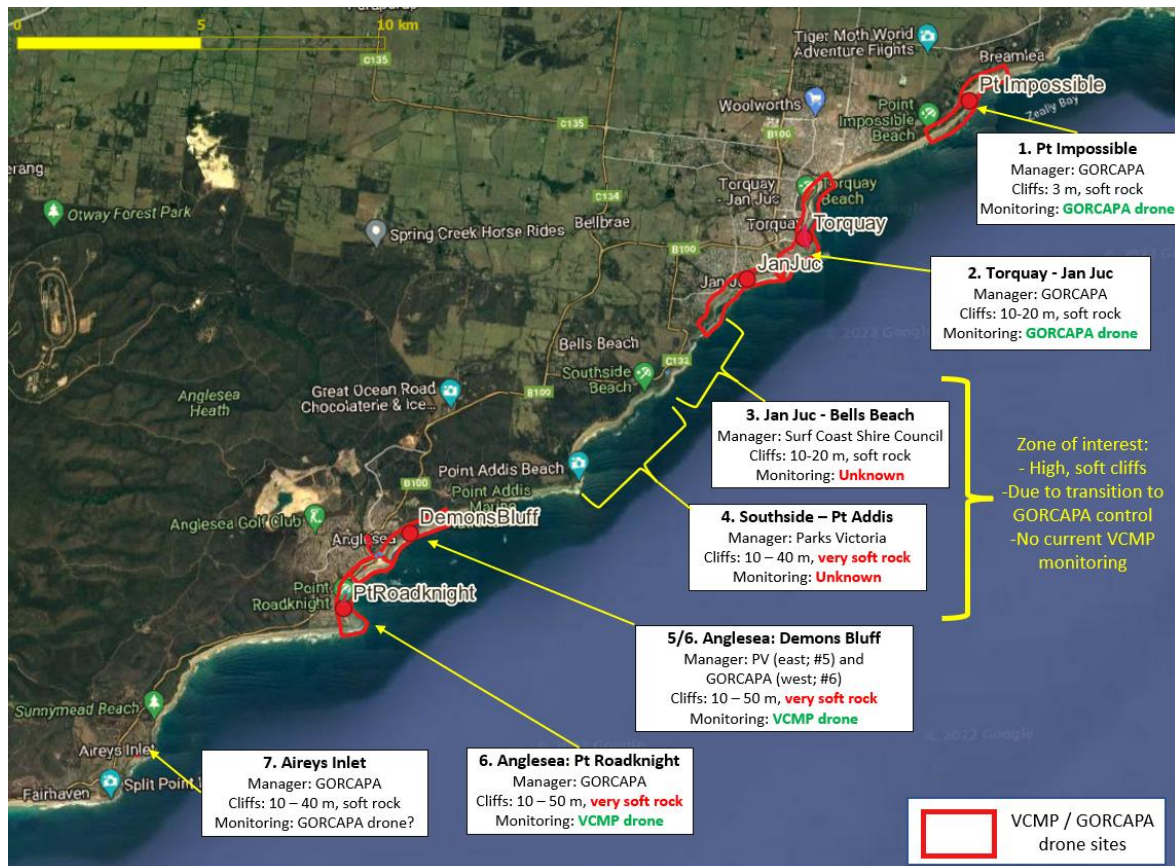 0
5
10 km
C135
Tiger Moth World
Adventure Flights
Breamlea
Pt Impossible
Zeally Bay
Woolworths
C135
B100
Point
Impossible
Beach
1. Pt Impossible
Manager: GORCAPA
Cliffs: 3 m, soft rock
Monitoring: GORCAPA drone
erang
Otway Forest Park
Spring Creek Horse Rides
C134
Bellbrae
Torquay
- Jan Juc
Torquay
Beach
Torquay
B100
JanJuc
2. Torquay - Jan Juc
Manager: GORCAPA
Cliffs: 10-20 m, soft rock
Monitoring: GORCAPA drone
© 2022 Google
Bells Beach
C132
Southside
Beach
Anglesea
Heath
Great Ocean Road
Chocolaterie & Ice...
B100
3. Jan Juc - Bells Beach
Manager: Surf Coast Shire Council
Cliffs: 10-20 m, soft rock
Monitoring: Unknown
Zone of interest:
- High, soft cliffs
-Due to transition to
GORCAPA control
-No current VCMP
monitoring
Point Addis Beach
B100
Point Addis
Anglesea Golf Club
DemonsBluff
Anglesea
4. Southside – Pt Addis
Manager: Parks Victoria
Cliffs: 10 – 40 m, very soft rock
Monitoring: Unknown
Point
Roadknight
PtRoadknight
5/6. Anglesea: Demons Bluff
Manager: PV (east; #5) and
GORCAPA (west; #6)
Cliffs: 10 – 50 m, very soft rock
Monitoring: VCMP drone
Sunnymead Beach
Aireys Inlet
Fairhaven
Split Point
7. Aireys Inlet
Manager: GORCAPA
Cliffs: 10 – 40 m, soft rock
Monitoring: GORCAPA drone?
6. Anglesea: Pt Roadknight
Manager: GORCAPA
Cliffs: 10 – 50 m, very soft rock
Monitoring: VCMP drone
© 2022 Google
VCMP / GORCAPA
drone sites